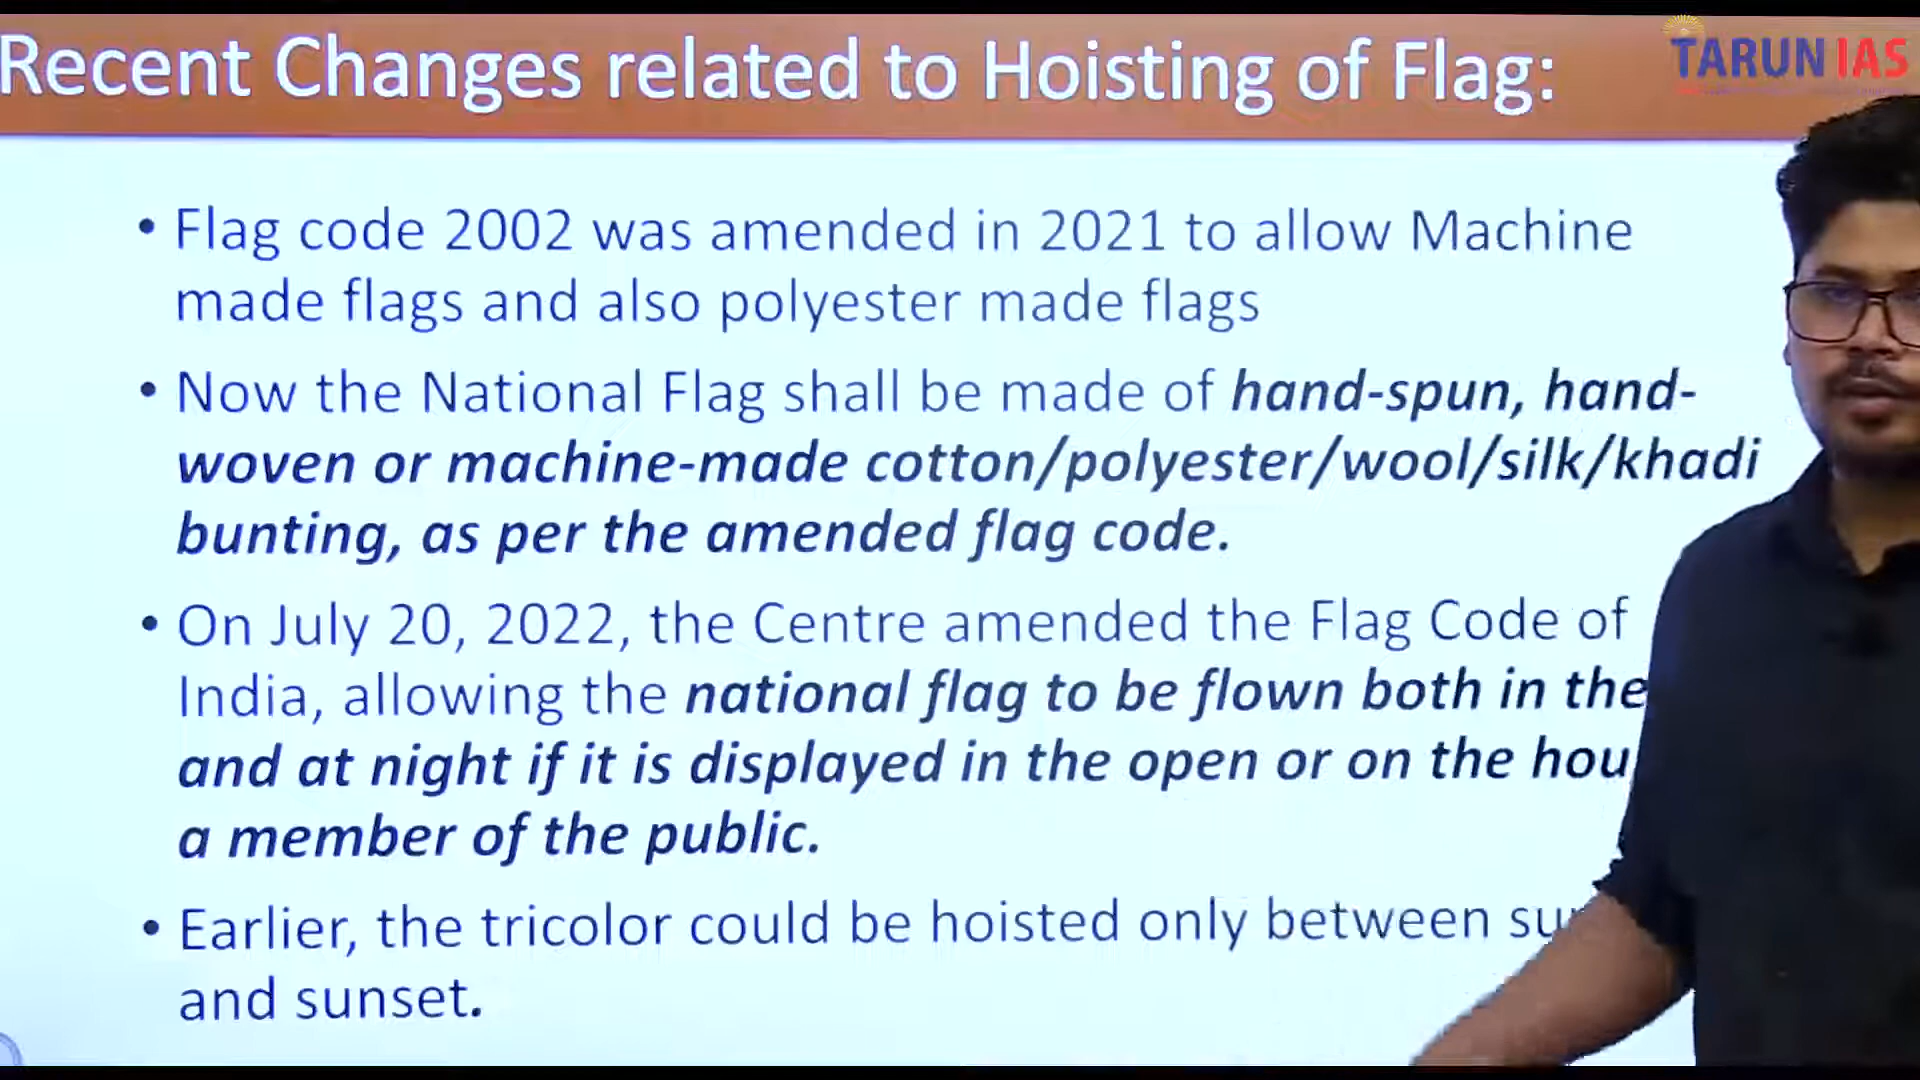 Recent Changes related to Hoisting of Flag:
TARUN IAS
• Flag code 2002 was amended in 2021 to allow Machine
made flags and also polyester made flags
• Now the National Flag shall be made of hand-spun, hand-
woven or machine-made cotton/polyester/wool/silk/khadi
bunting, as per the amended flag code.
• On July 20, 2022, the Centre amended the Flag Code of
India, allowing the national flag to be flown both in the
and at night if it is displayed in the open or on the
a member of the public.
• Earlier, the tricolor could be hoisted only between
and sunset.